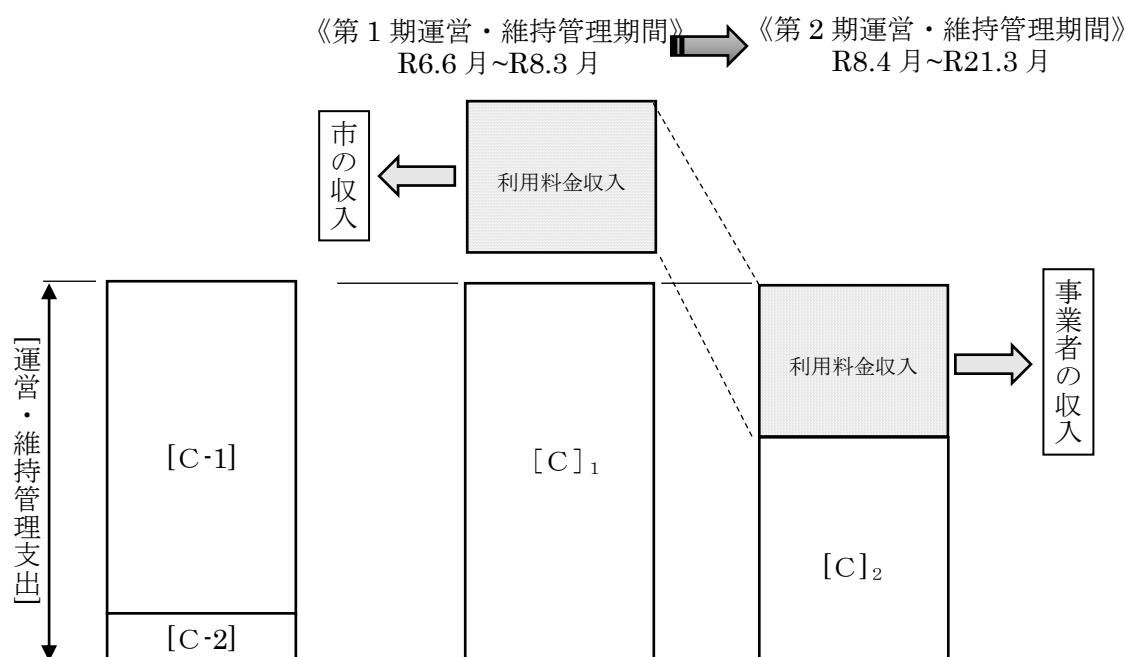 《第 1 期運営・維持管理期間》
R6.6 月~R8.3 月
《第 2 期運営・維持管理期間》
R8.4 月~R21.3 月
市の収入
利用料金収入
事業者の収入
利用料金収入
[運営・維持管理支出]
[C-1]
[C]₁
[C]₂
[C-2]